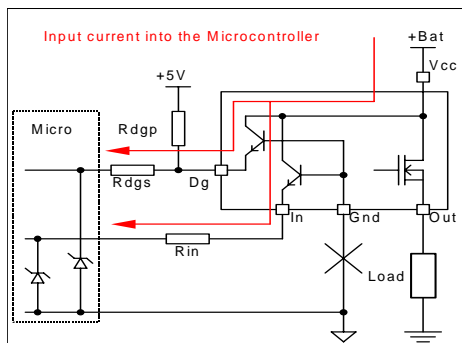 Input current into the Microcontroller
+Bat
Vcc
+5V
Micro
Rdgp
Rdgs
Dg
In
Gnd
Out
Rin
Load